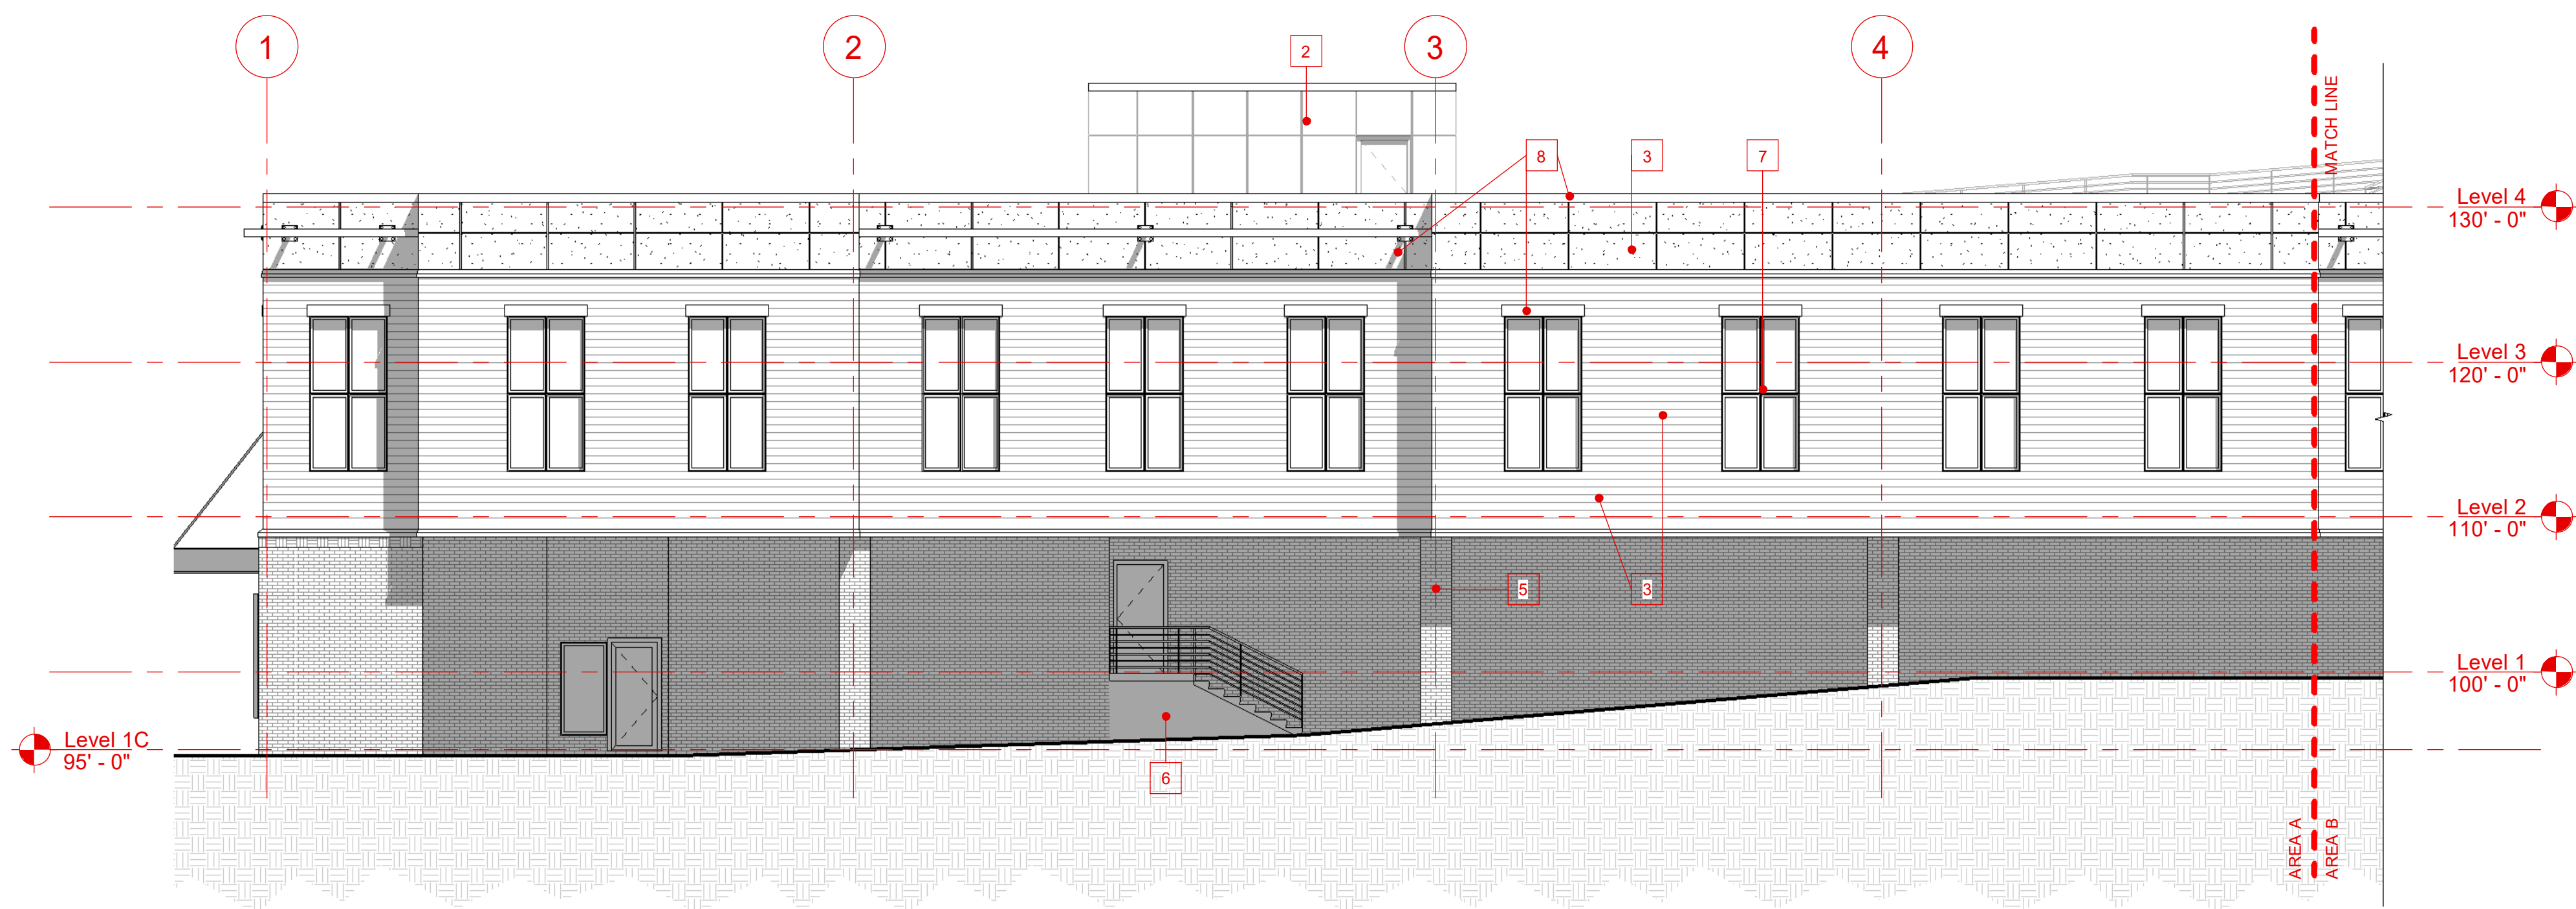 1
2
3
4
2
8
3
7
MATCH LINE
Level 4
130' - 0"
Level 3
120' - 0"
Level 2
110' - 0"
5
3
Level 1
100' - 0"
Level 1C
95' - 0"
6
AREA A
AREA B